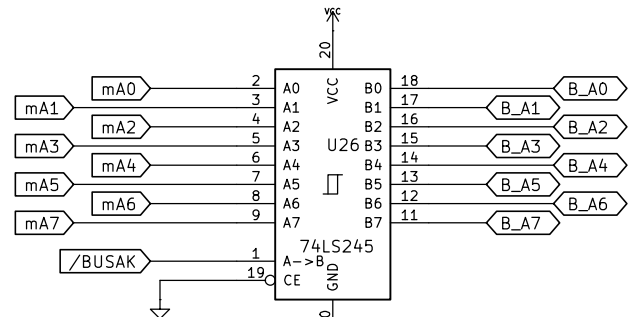 VCC
20
mA0 2 A0 VCC B0 18 B_A0
mA1 3 A1 B1 17 B_A1
mA2 4 A2 B2 16 B_A2
mA3 5 A3 U26 B3 15 B_A3
mA4 6 A4 B4 14 B_A4
mA5 7 A5 B5 13 B_A5
mA6 8 A6 B6 12 B_A6
mA7 9 A7 B7 11 B_A7
74LS245
/BUSAK 1 A->B
19 CE GND